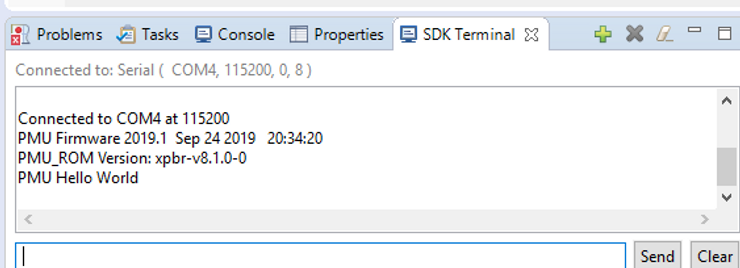 Problems Tasks Console Properties SDK Terminal
Connected to: Serial ( COM4, 115200, 0, 8 )
Connected to COM4 at 115200
PMU Firmware 2019.1 Sep 24 2019 20:34:20
PMU_ROM Version: xpbr-v8.1.0-0
PMU Hello World
Send Clear